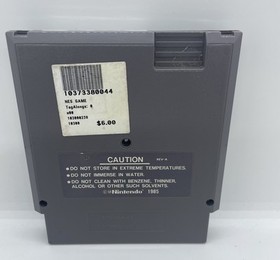 10373380044
NES GAME
$6.00
CAUTION
REV-A
•DO NOT STORE IN EXTREME TEMPERATURES.
•DO NOT IMMERSE IN WATER.
•DO NOT CLEAN WITH BENZENE, THINNER,
ALCOHOL OR OTHER SUCH SOLVENTS.
Nintendo 1985